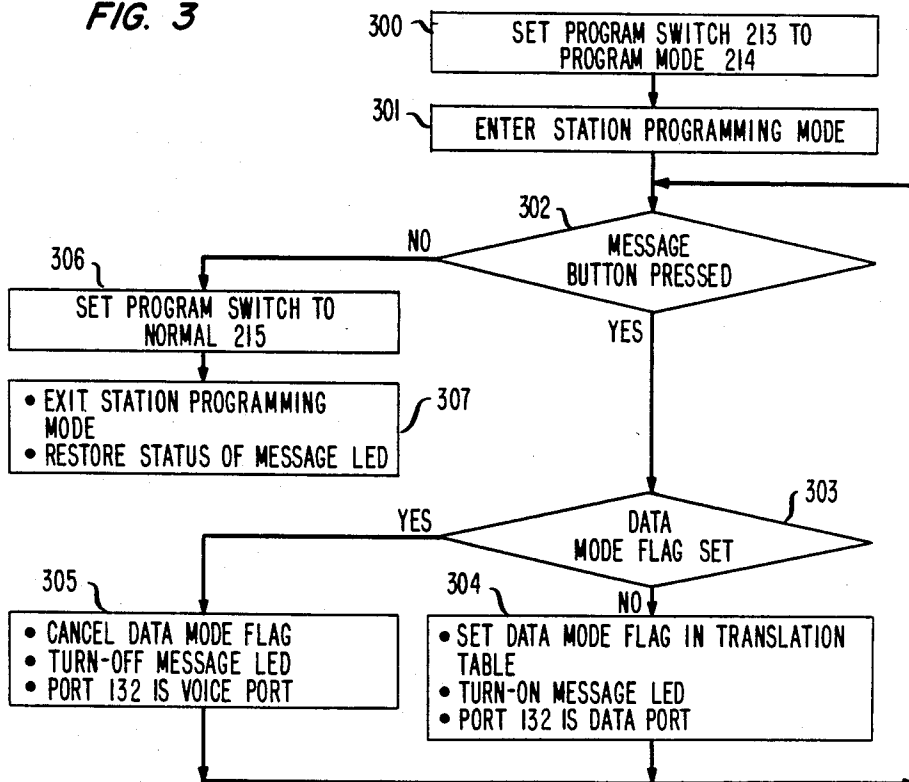 FIG. 3
300
SET PROGRAM SWITCH 213 TO
PROGRAM MODE 214
301
ENTER STATION PROGRAMMING MODE
302
MESSAGE
BUTTON PRESSED
NO
YES
306
SET PROGRAM SWITCH TO
NORMAL 215
307
• EXIT STATION PROGRAMMING
MODE
• RESTORE STATUS OF MESSAGE LED
303
DATA
MODE FLAG SET
YES
NO
305
• CANCEL DATA MODE FLAG
• TURN-OFF MESSAGE LED
• PORT 132 IS VOICE PORT
304
• SET DATA MODE FLAG IN TRANSLATION
TABLE
• TURN-ON MESSAGE LED
• PORT 132 IS DATA PORT